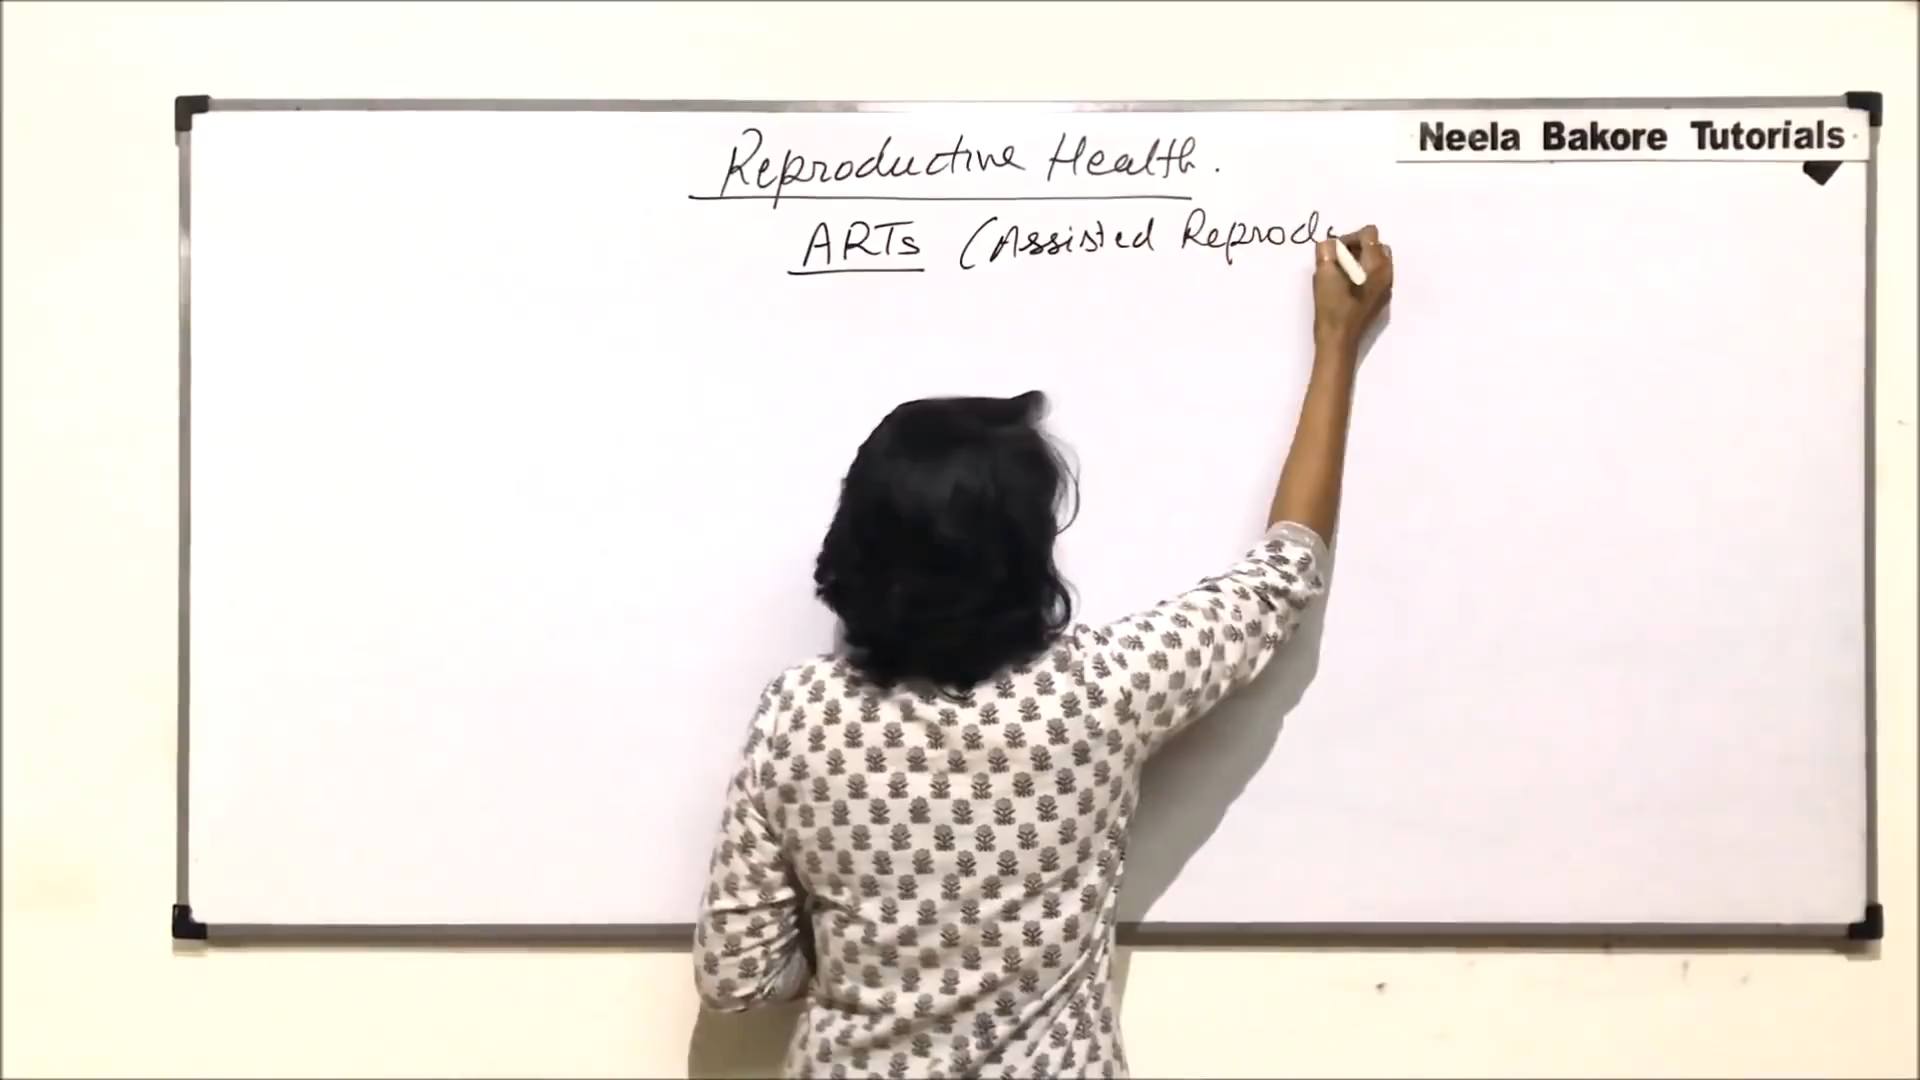 Neela Bakore Tutorials
Reproductive Health.
ARTs (Assisted Reprod